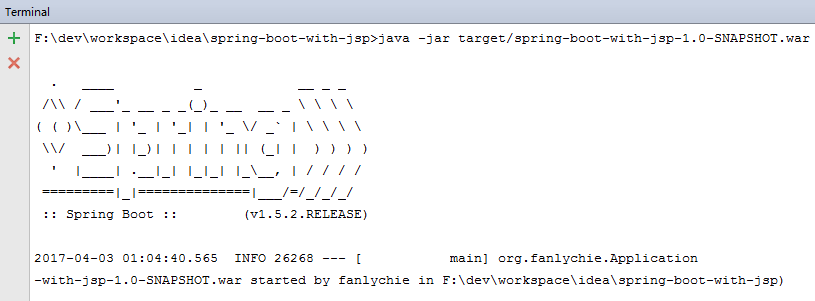 Terminal
F:\dev\workspace\idea\spring-boot-with-jsp>java -jar target/spring-boot-with-jsp-1.0-SNAPSHOT.war
  .   ____          _            __ _ _
 /\\ / ___'_ __ _ _(_)_ __  __ _ \ \ \ \
( ( )\___ | '_ | '_| | '_ \/ _` | \ \ \ \
 \\/  ___)| |_)| | | | | || (_| |  ) ) ) )
  '  |____| .__|_| |_|_| |_\__, | / / / /
 =========|_|==============|___/=/_/_/_/
 :: Spring Boot ::        (v1.5.2.RELEASE)
2017-04-03 01:04:40.565  INFO 26268 --- [           main] org.fanlychie.Application
-with-jsp-1.0-SNAPSHOT.war started by fanlychie in F:\dev\workspace\idea\spring-boot-with-jsp)